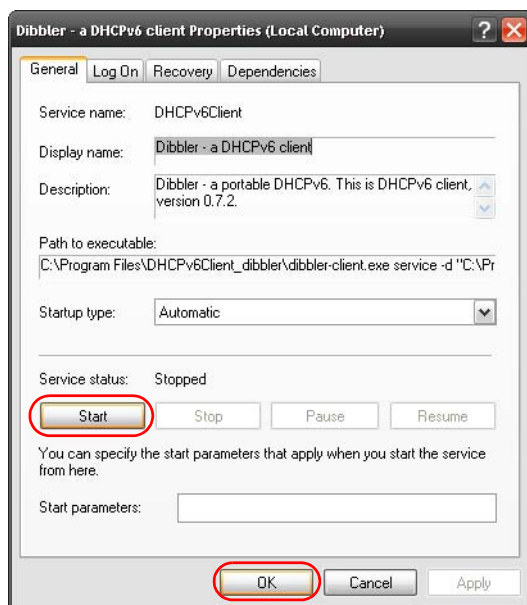 Dibbler - a DHCPv6 client Properties (Local Computer)
General Log On Recovery Dependencies
Service name: DHCPv6Client
Display name: Dibbler - a DHCPv6 client
Description: Dibbler - a portable DHCPv6. This is DHCPv6 client,
version 0.7.2.
Path to executable:
C:\Program Files\DHCPv6Client_dibbler\dibbler-client.exe service -d "C:\Pr
Startup type: Automatic
Service status: Stopped
Start Stop Pause Resume
You can specify the start parameters that apply when you start the service
from here.
Start parameters:
OK Cancel Apply